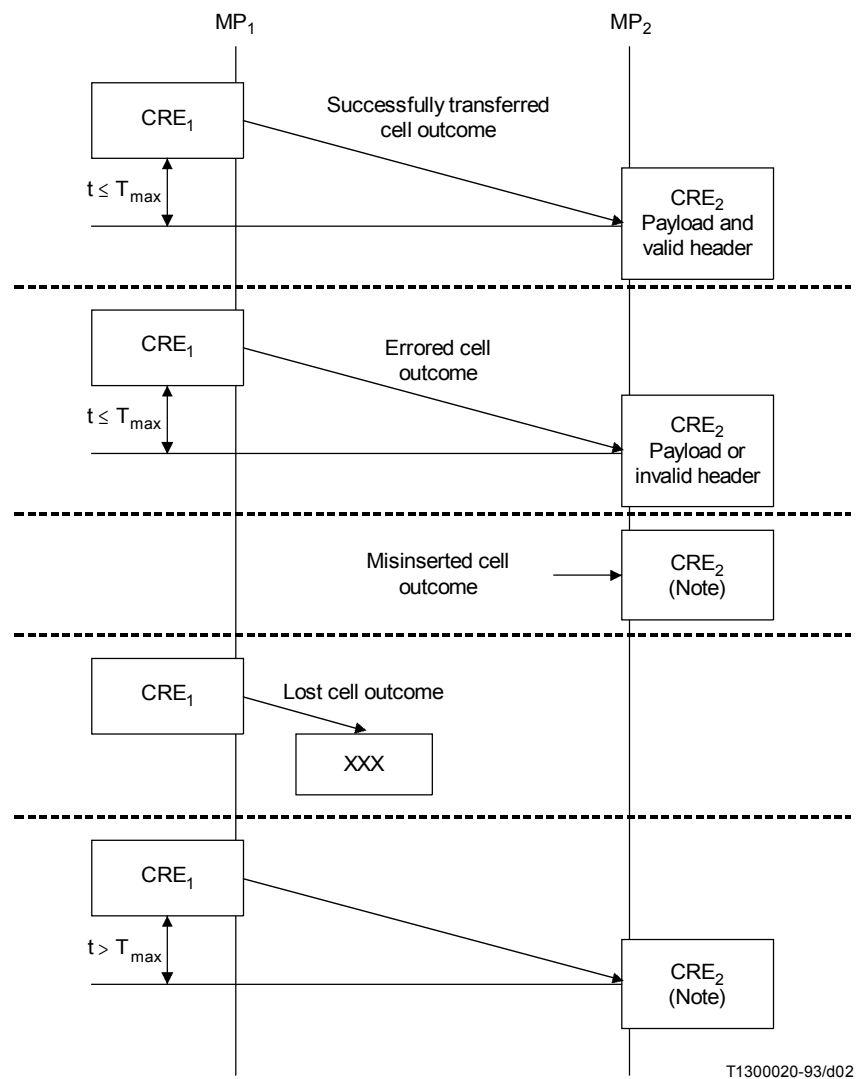 MP₁
MP₂
CRE₁
Successfully transferred
cell outcome
t ≤ Tmax
CRE₂
Payload and
valid header
CRE₁
Errored cell
outcome
t ≤ Tmax
CRE₂
Payload or
invalid header
Misinserted cell
outcome
CRE₂
(Note)
CRE₁
Lost cell outcome
XXX
CRE₁
t > Tmax
CRE₂
(Note)
T1300020-93/d02